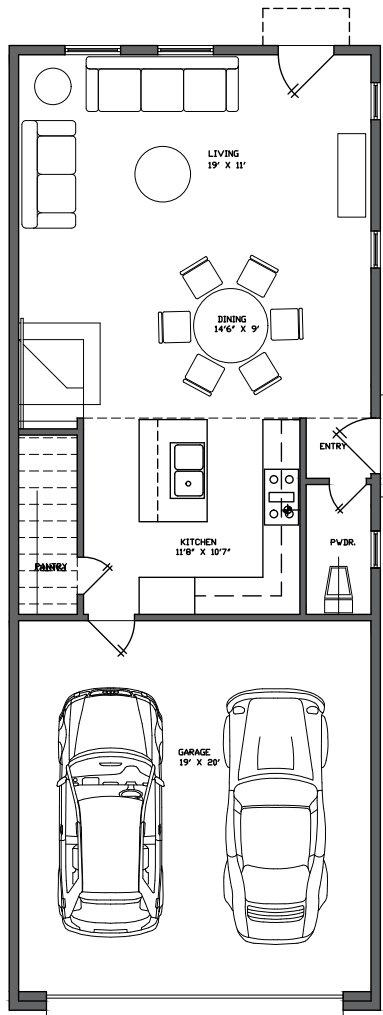 LIVING
19' X 11'
DINING
14'6" X 9'
ENTRY
KITCHEN
11'8" X 10'7"
PWDR.
PANTRY
GARAGE
19' X 20'